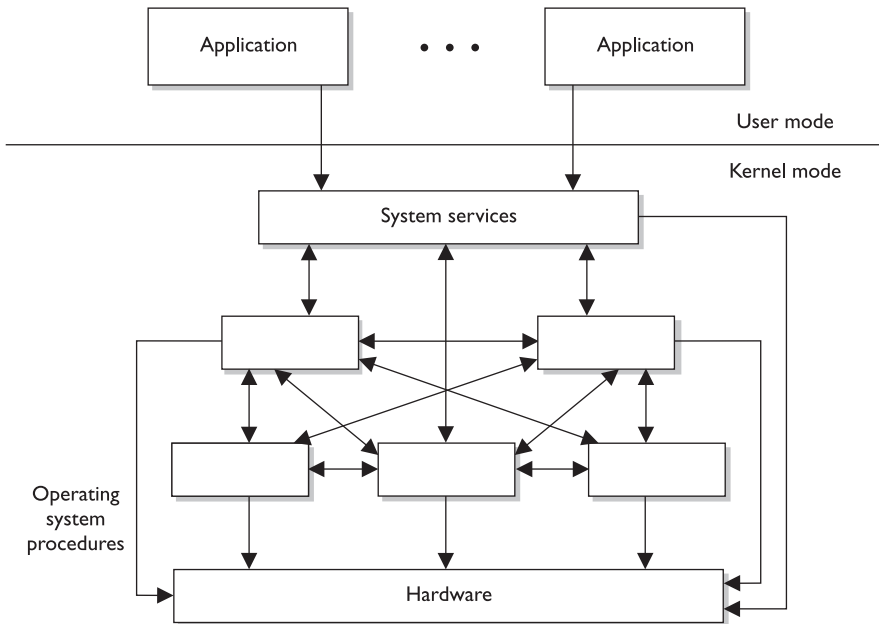 Application
• • •
Application
User mode
Kernel mode
System services
Operating
system
procedures
Hardware